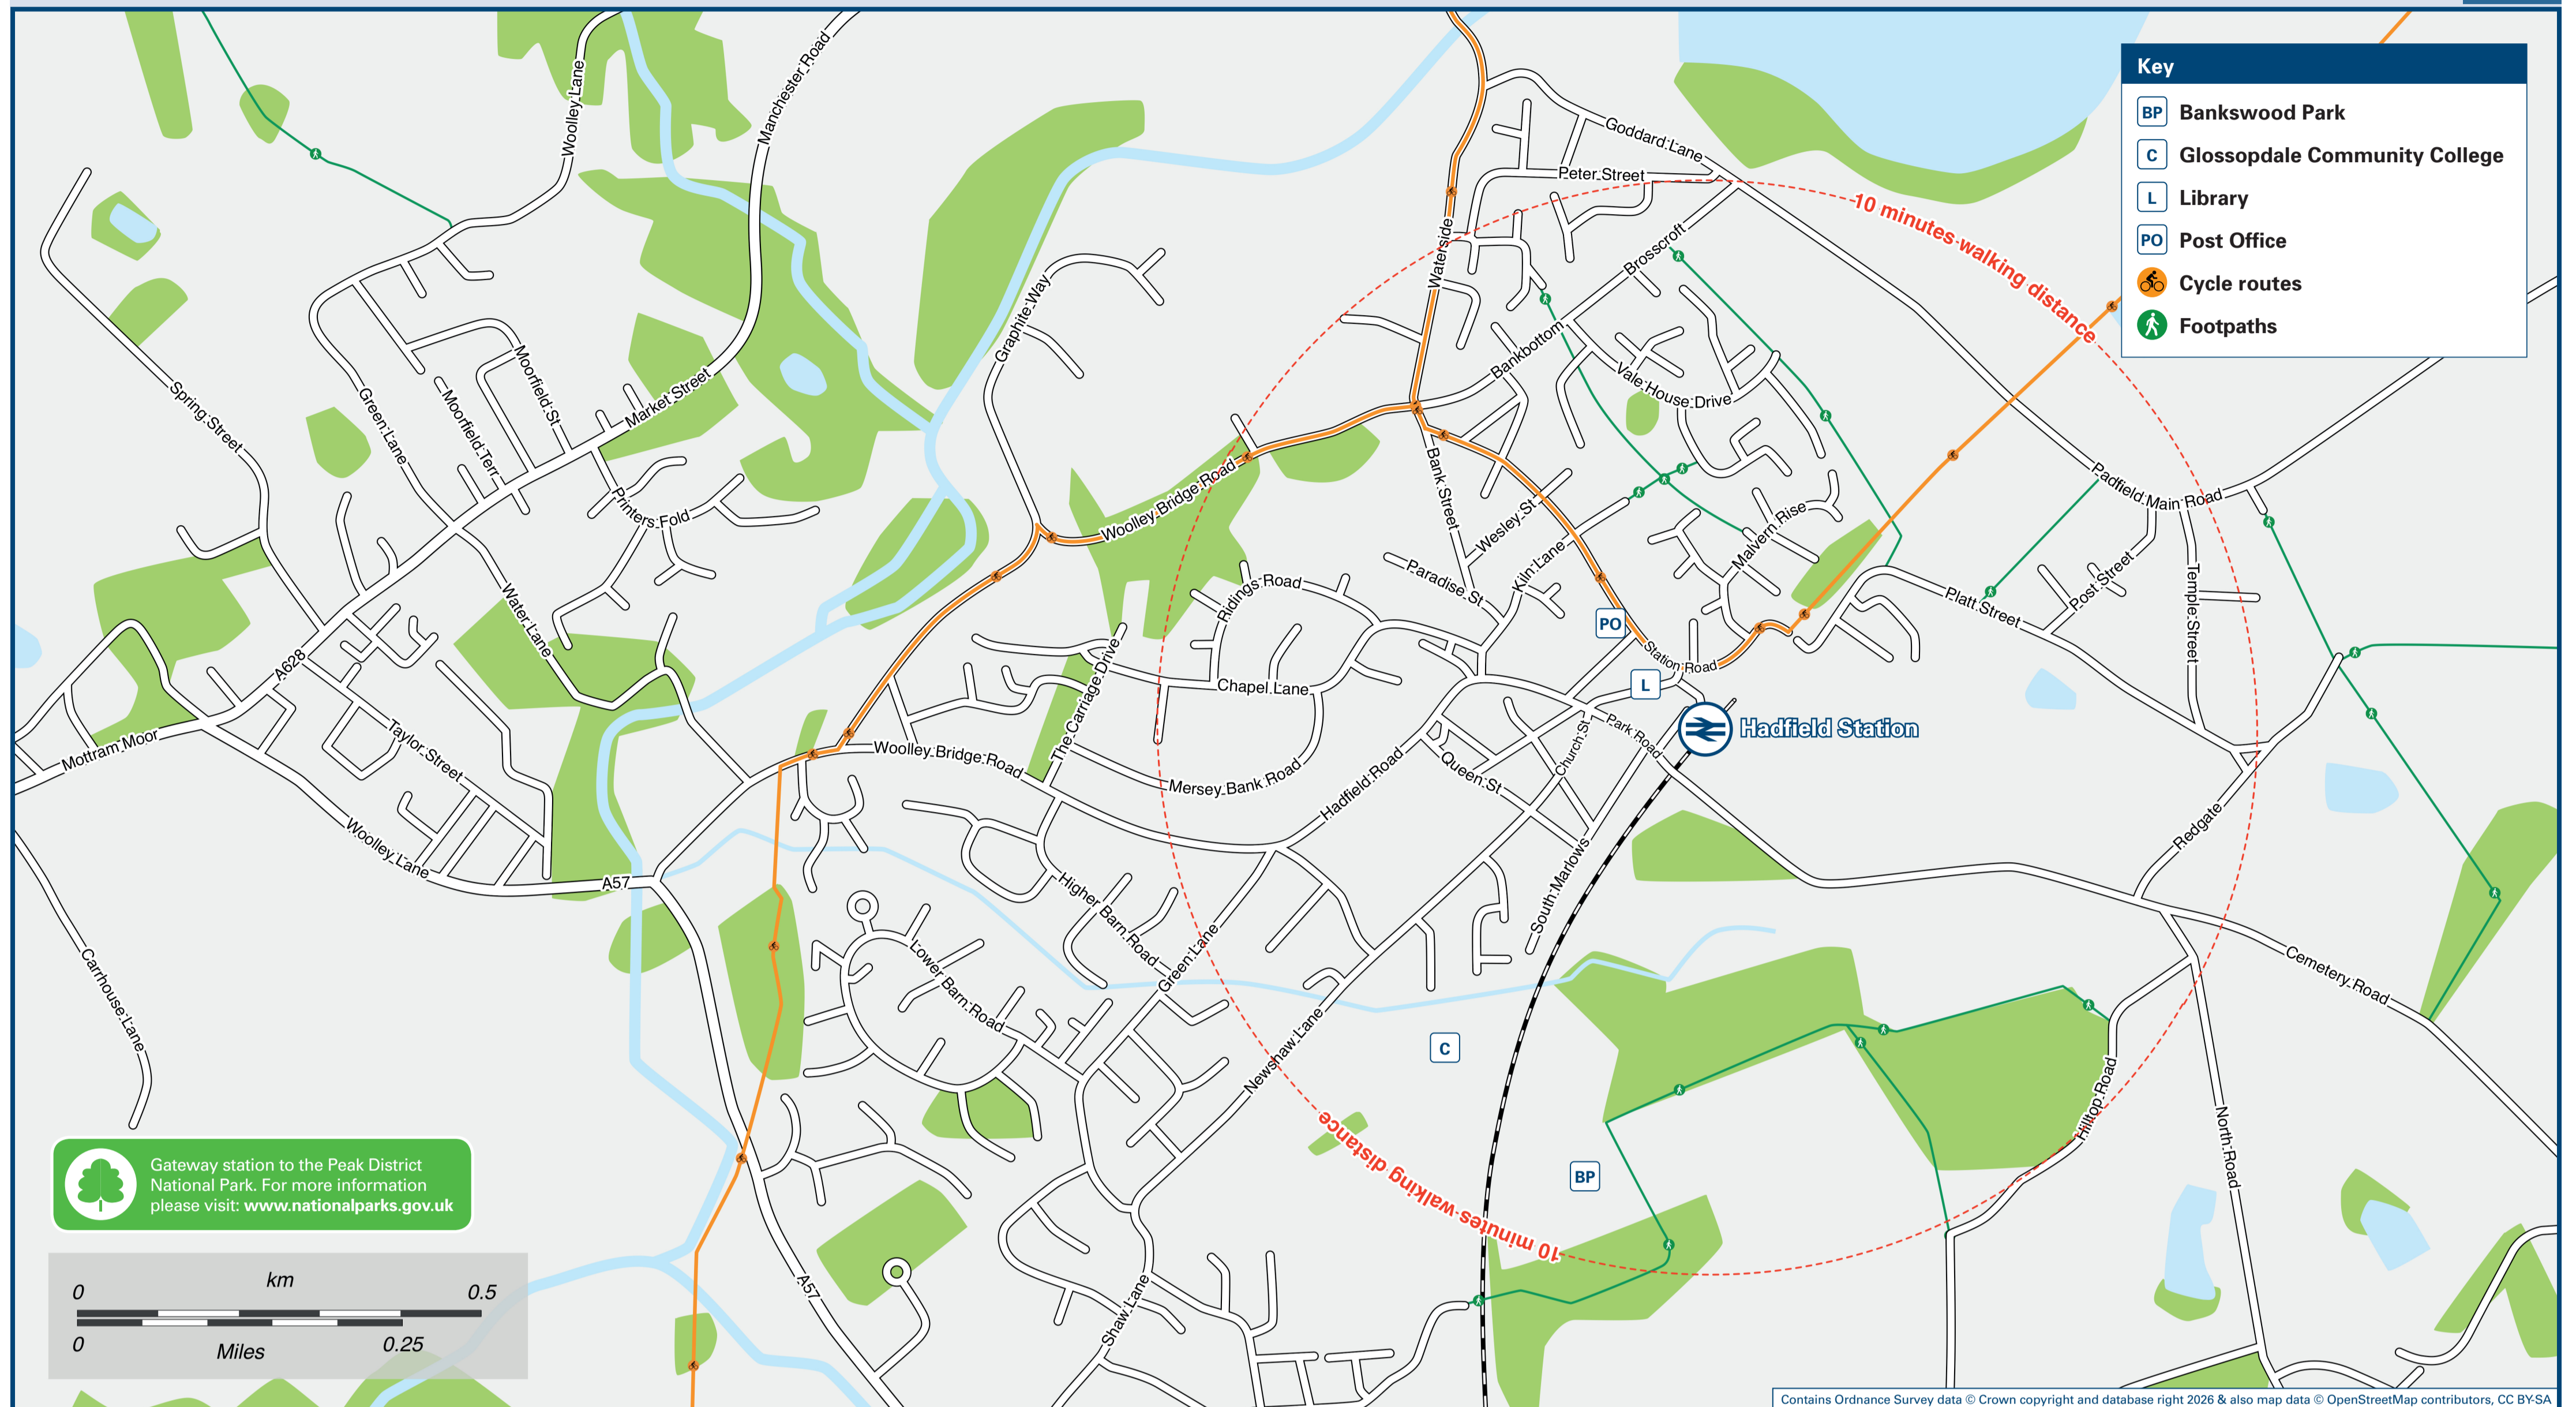 Key
BP Bankswood Park
C Glossopdale Community College
L Library
PO Post Office
Cycle routes
Footpaths
Woolley Lane
Manchester Road
Goddard Lane
Peter Street
10 minutes walking distance
Waterside
Brosscroft
Graphite Way
Bankbottom
Vale House Drive
Moorfield St
Market Street
Spring Street
Green Lane
Moorfield Terr
Printers Fold
Woolley Bridge Road
Bank Street
Wesley St
Padfield Main Road
Malvern Rise
Kiln Lane
Paradise St
Ridings Road
Water Lane
Platt Street
Post Street
Temple Street
PO
Station Road
A628
L
Chapel Lane
The Carriage Drive
Park Road
Church St
Hadfield Station
Mottram Moor
Taylor Street
Woolley Bridge Road
Mersey Bank Road
Hadfield Road
Queen St
Redgate
Woolley Lane
A57
South Marlows
Higher Barn Road
Green Lane
Lower Barn Road
Cemetery Road
Carrhouse Lane
Newshaw Lane
C
Hilltop Road
North Road
10 minutes walking distance
BP
Gateway station to the Peak District
National Park. For more information
please visit: www.nationalparks.gov.uk
A57
Shaw Lane
km
0 0.5
0 0.25
Miles
Contains Ordnance Survey data © Crown copyright and database right 2026 & also map data © OpenStreetMap contributors, CC BY-SA